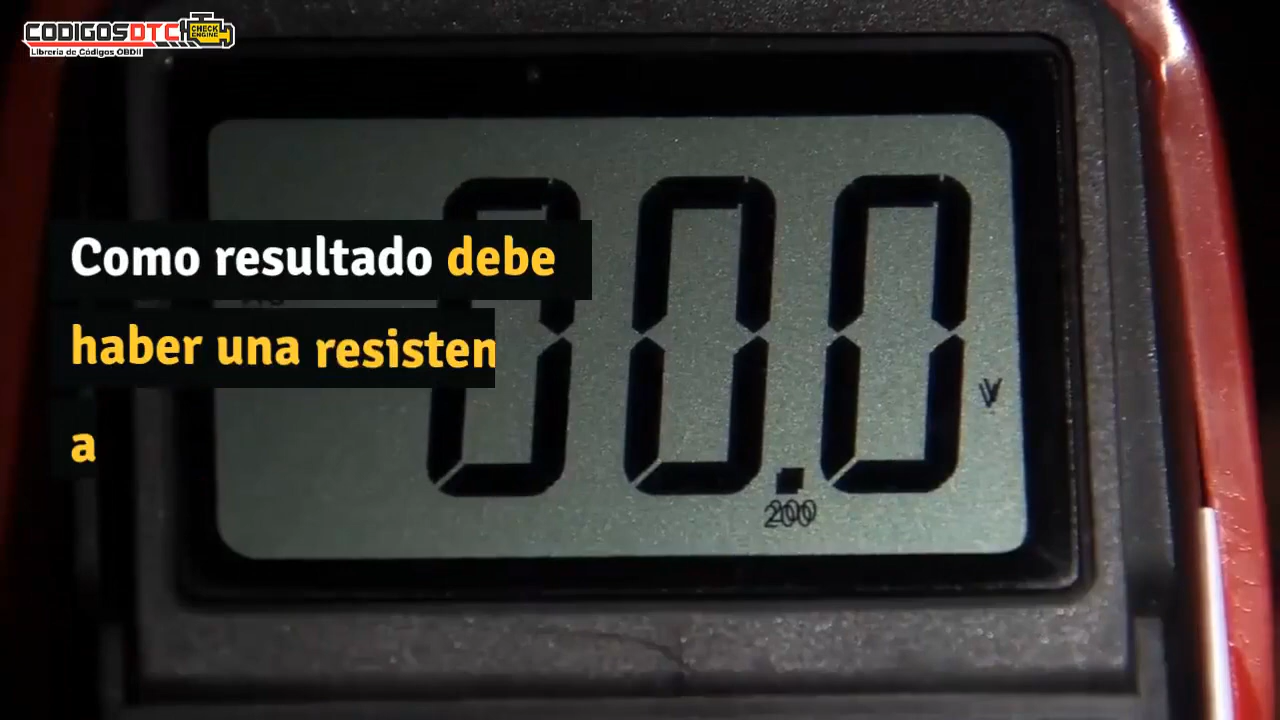 CODIGOSDTC
CHECK
ENGINE
Librería de Códigos OBDII
Como resultado debe
haber una resisten
a
00.0
V
200